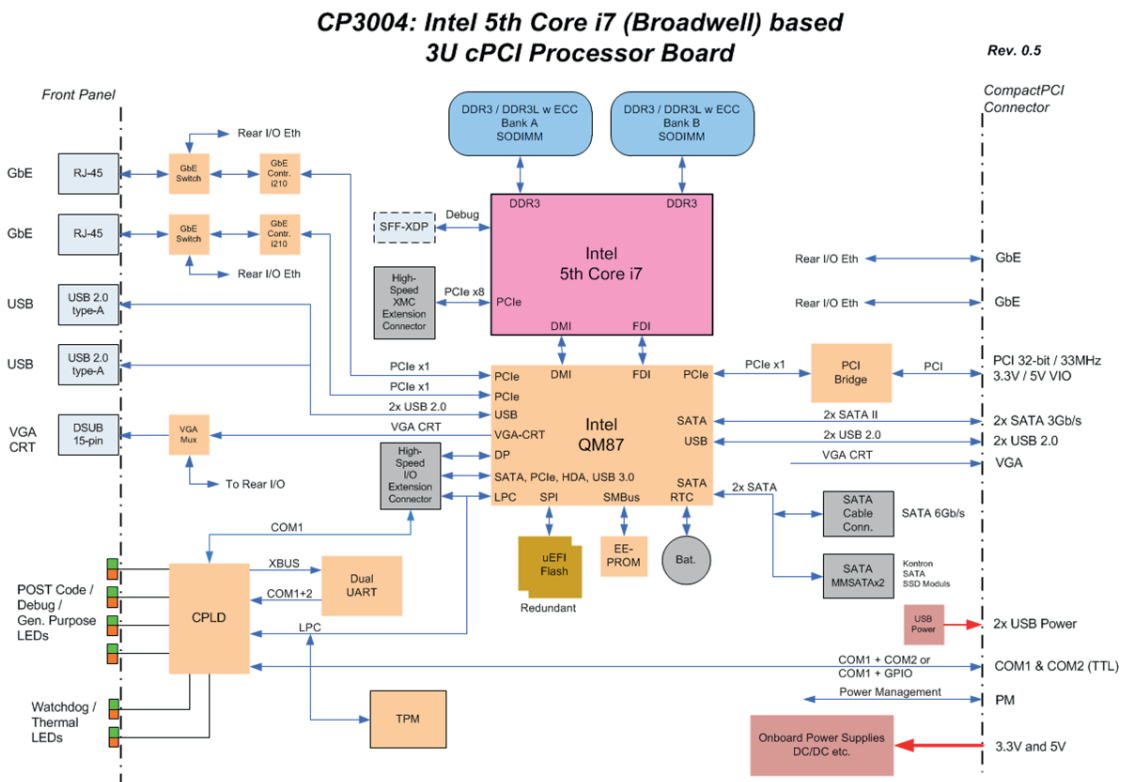 CP3004: Intel 5th Core i7 (Broadwell) based
3U cPCI Processor Board
Rev. 0.5
Front Panel
CompactPCI
Connector
DDR3 / DDR3L w ECC
Bank A
SODIMM
DDR3 / DDR3L w ECC
Bank B
SODIMM
Rear I/O Eth
GbE
RJ-45
GbE
Switch
GbE
Contr.
i210
GbE
RJ-45
GbE
Switch
GbE
Contr.
i210
Rear I/O Eth
SFF-XDP
Debug
DDR3
DDR3
Intel
5th Core i7
PCIe
DMI
FDI
High-
Speed
XMC
Extension
Connector
PCIe x8
Rear I/O Eth
GbE
Rear I/O Eth
GbE
USB
USB 2.0
type-A
USB
USB 2.0
type-A
PCIe x1
PCIe x1
2x USB 2.0
VGA CRT
VGA
CRT
DSUB
15-pin
VGA
Mux
To Rear I/O
DMI
FDI
PCIe
PCIe
PCIe
USB
SATA
VGA-CRT
USB
Intel
QM87
DP
SATA, PCIe, HDA, USB 3.0
SATA
LPC
SPI
SMBus
RTC
PCIe x1
PCI
Bridge
PCI
PCI 32-bit / 33MHz
3.3V / 5V VIO
2x SATA II
2x SATA 3Gb/s
2x USB 2.0
2x USB 2.0
VGA CRT
VGA
High-
Speed
I/O
Extension
Connector
2x SATA
SATA
Cable
Conn.
SATA 6Gb/s
SATA
MMSATAx2
Kontron
SATA
SSD Moduls
uEFI
Flash
Redundant
EE-
PROM
Bat.
COM1
XBUS
Dual
UART
COM1+2
CPLD
LPC
POST Code /
Debug /
Gen. Purpose
LEDs
Watchdog /
Thermal
LEDs
TPM
USB
Power
2x USB Power
COM1 + COM2 or
COM1 + GPIO
COM1 & COM2 (TTL)
Power Management
PM
Onboard Power Supplies
DC/DC etc.
3.3V and 5V